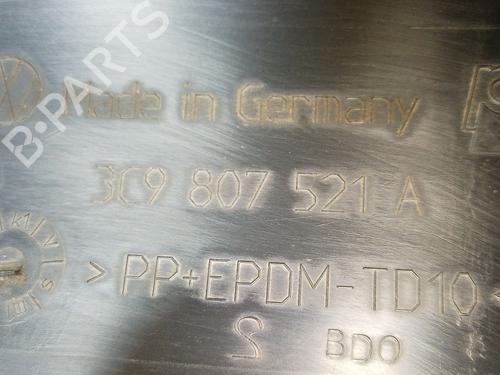 B-PARTS
Made in Germany
3C9 807 521 A
>PP+EPDM-TD10<
BDO